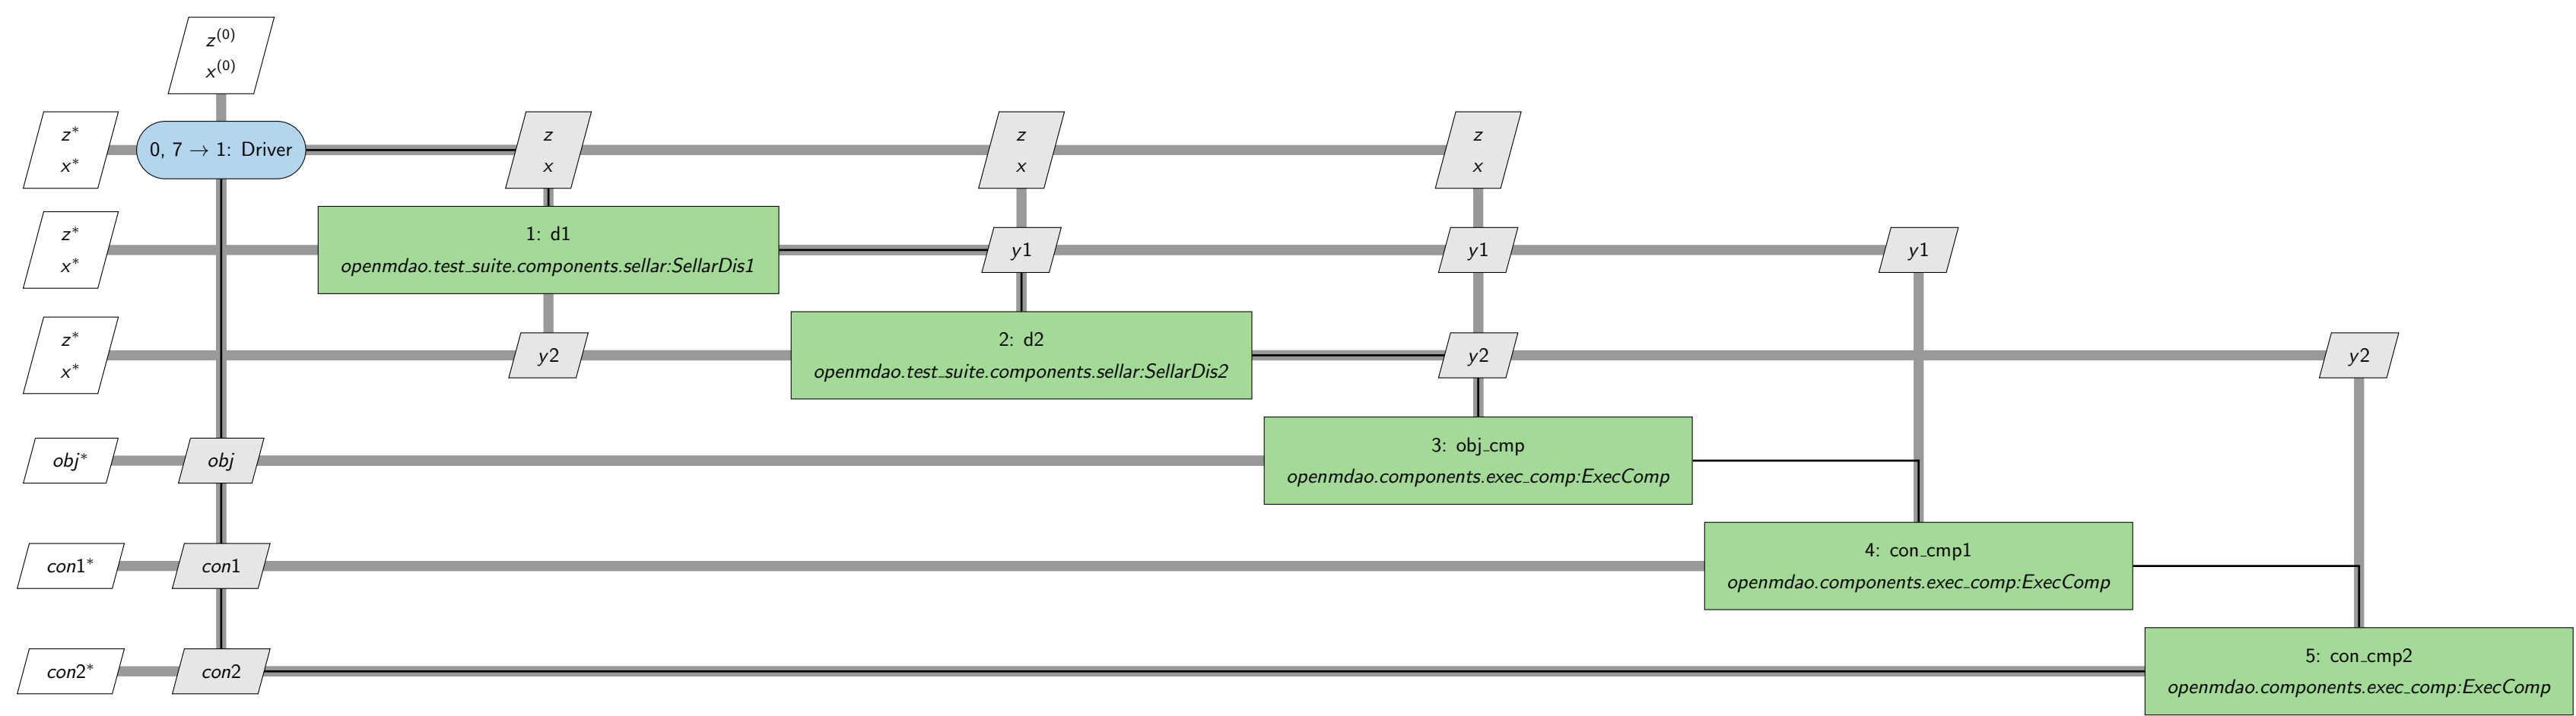 z⁽⁰⁾
x⁽⁰⁾
z*
x*
0, 7 → 1: Driver
z
x
z
x
z
x
z*
x*
1: d1
openmdao.test_suite.components.sellar:SellarDis1
y1
y1
y1
z*
x*
y2
2: d2
openmdao.test_suite.components.sellar:SellarDis2
y2
y2
obj*
obj
3: obj_cmp
openmdao.components.exec_comp:ExecComp
con1*
con1
4: con_cmp1
openmdao.components.exec_comp:ExecComp
con2*
con2
5: con_cmp2
openmdao.components.exec_comp:ExecComp